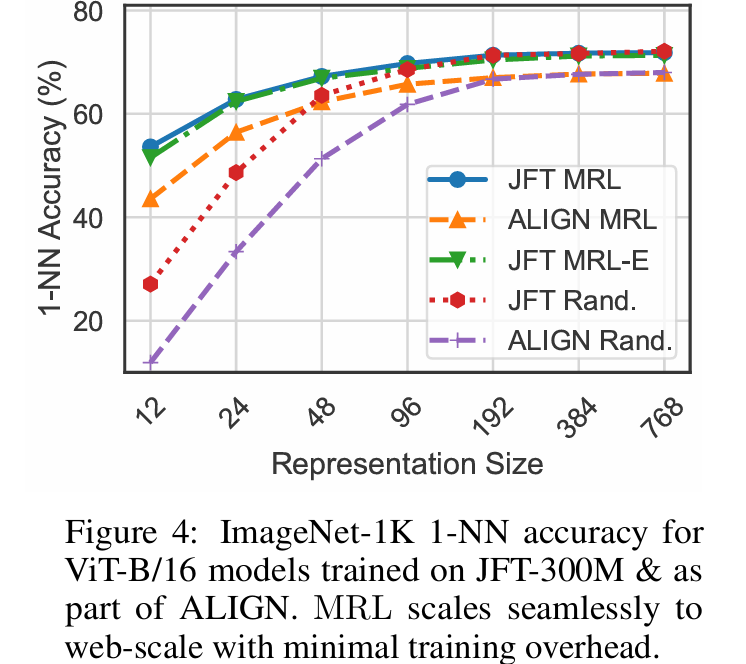 80
60
40
20
1-NN Accuracy (%)
JFT MRL
ALIGN MRL
JFT MRL-E
JFT Rand.
ALIGN Rand.
12 24 48 96 192 384 768
Representation Size
Figure 4: ImageNet-1K 1-NN accuracy for
ViT-B/16 models trained on JFT-300M & as
part of ALIGN. MRL scales seamlessly to
web-scale with minimal training overhead.